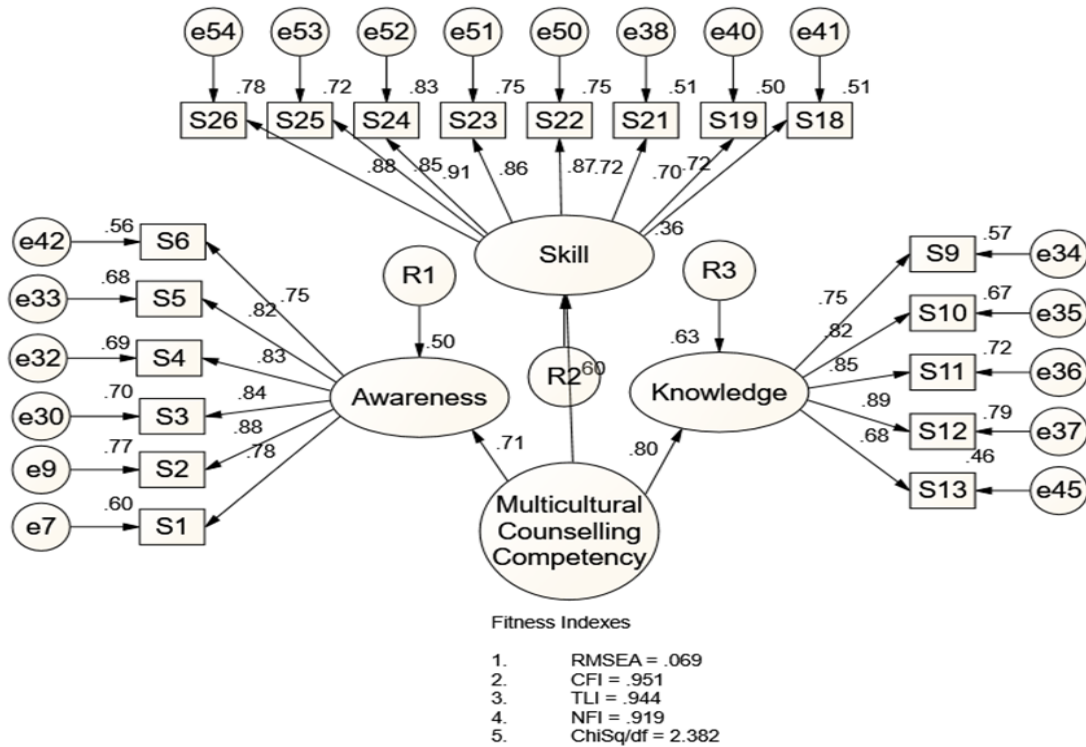 e54 e53 e52 e51 e50 e38 e40 e41
.78 .72 .83 .75 .75 .51 .50 .51
S26 S25 S24 S23 S22 S21 S19 S18
.88 .85 .91 .86 .87 .72 .70 .72
Skill
.36
e42 .56 S6
e33 .68 S5
e32 .69 S4
e30 .70 S3
e9 .77 S2
e7 .60 S1
.75
.82
.83
.84
.88
.78
R1
.50
Awareness
R2
.60
R3
.63
Knowledge
.75
.82
.85
.89
.68
S9 .57 e34
S10 .67 e35
S11 .72 e36
S12 .79 e37
S13 .46 e45
.71
.80
Multicultural
Counselling
Competency
Fitness Indexes
1. RMSEA = .069
2. CFI = .951
3. TLI = .944
4. NFI = .919
5. ChiSq/df = 2.382